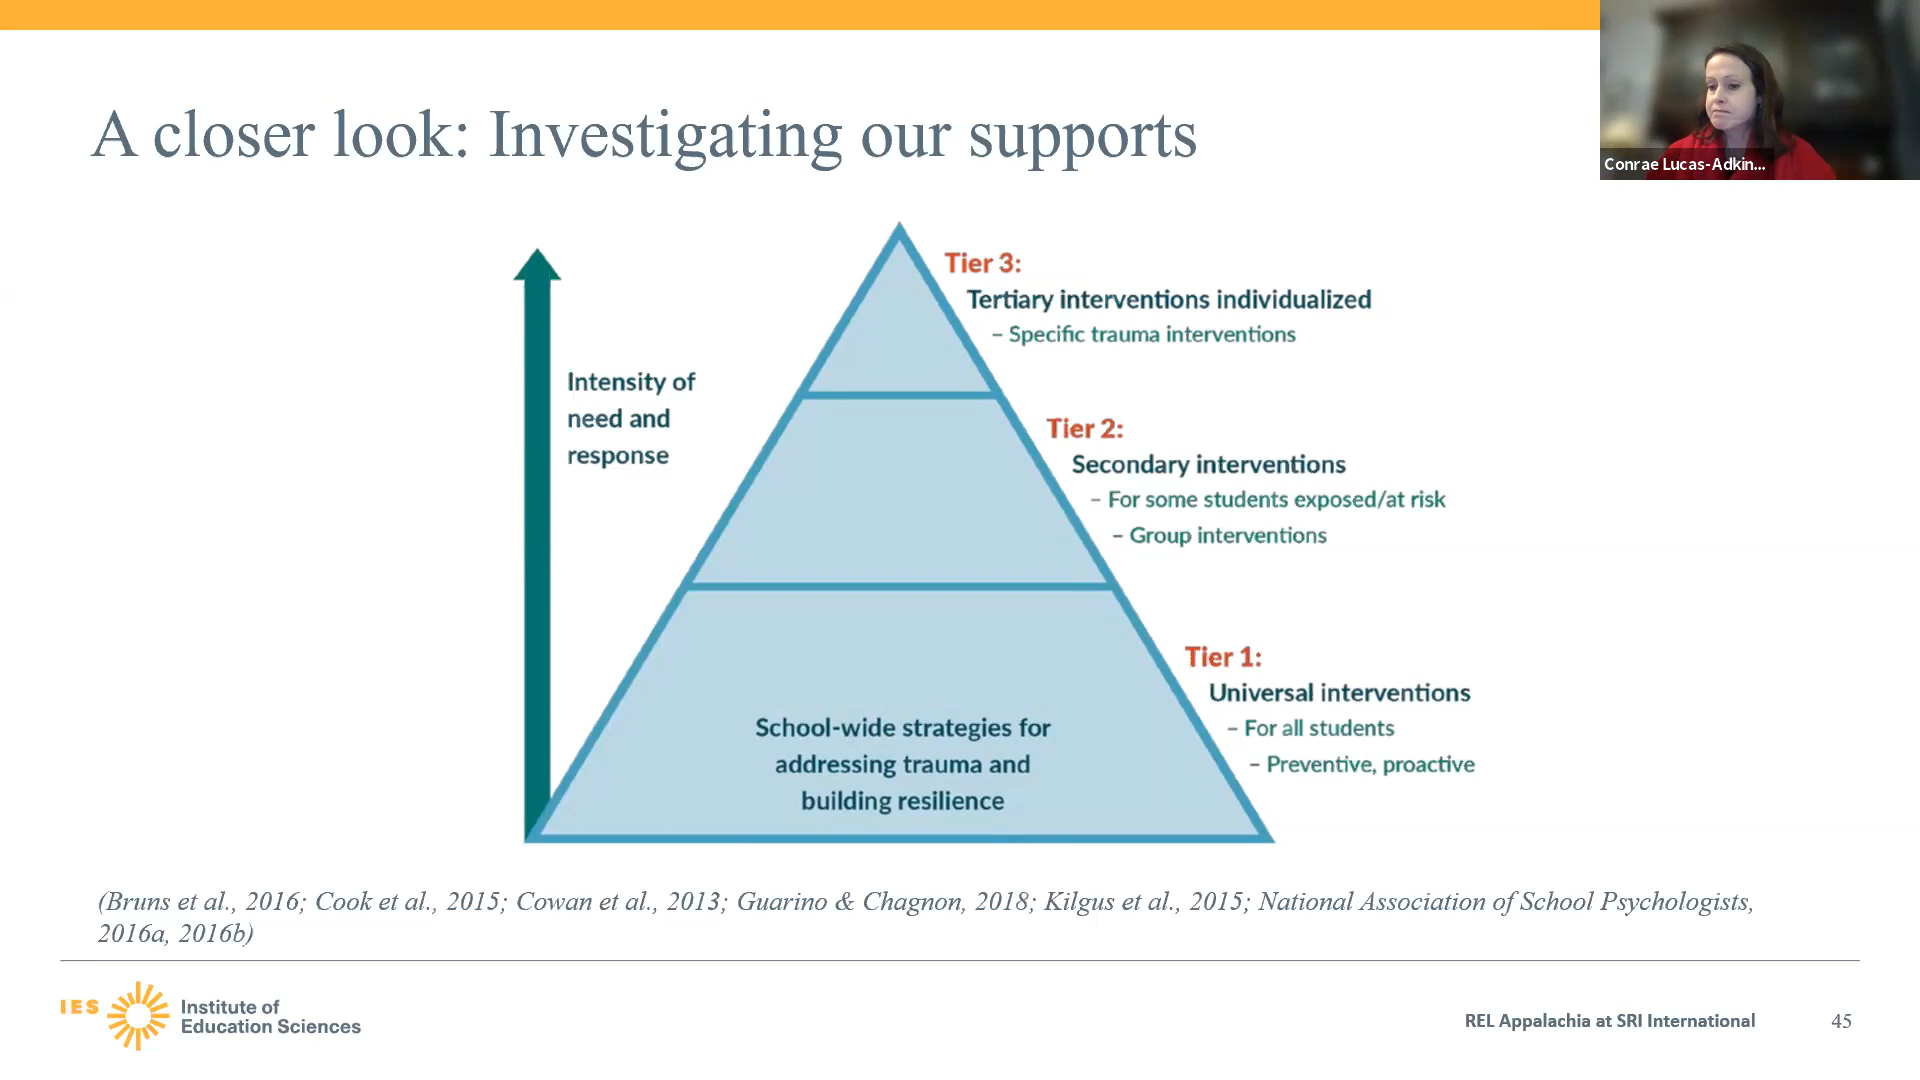 A closer look: Investigating our supports
Conrae Lucas-Adkin...
Tier 3:
Tertiary interventions individualized
– Specific trauma interventions
Intensity of
need and
response
Tier 2:
Secondary interventions
– For some students exposed/at risk
– Group interventions
Tier 1:
Universal interventions
– For all students
– Preventive, proactive
School-wide strategies for
addressing trauma and
building resilience
(Bruns et al., 2016; Cook et al., 2015; Cowan et al., 2013; Guarino & Chagnon, 2018; Kilgus et al., 2015; National Association of School Psychologists,
2016a, 2016b)
IES
Institute of
Education Sciences
REL Appalachia at SRI International
45